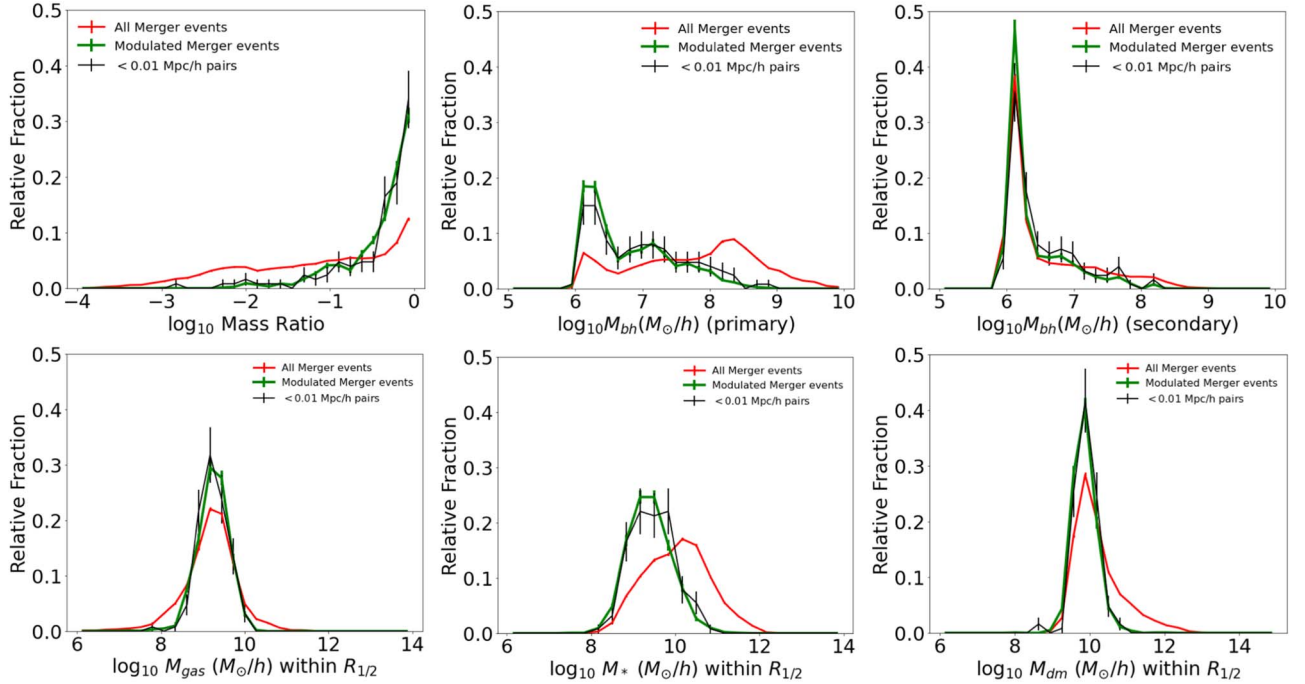 0.5
0.4
0.3
0.2
0.1
0.0
Relative Fraction
All Merger events
Modulated Merger events
< 0.01 Mpc/h pairs
−4 −3 −2 −1 0
log10 Mass Ratio
0.5
0.4
0.3
0.2
0.1
0.0
Relative Fraction
All Merger events
Modulated Merger events
< 0.01 Mpc/h pairs
5 6 7 8 9 10
log10Mbh(M⊙/h) (primary)
0.5
0.4
0.3
0.2
0.1
0.0
Relative Fraction
All Merger events
Modulated Merger events
< 0.01 Mpc/h pairs
5 6 7 8 9 10
log10Mbh(M⊙/h) (secondary)
0.5
0.4
0.3
0.2
0.1
0.0
Relative Fraction
All Merger events
Modulated Merger events
< 0.01 Mpc/h pairs
6 8 10 12 14
log10 Mgas (M⊙/h) within R1/2
0.5
0.4
0.3
0.2
0.1
0.0
Relative Fraction
All Merger events
Modulated Merger events
< 0.01 Mpc/h pairs
6 8 10 12 14
log10 M* (M⊙/h) within R1/2
0.5
0.4
0.3
0.2
0.1
0.0
Relative Fraction
All Merger events
Modulated Merger events
< 0.01 Mpc/h pairs
6 8 10 12 14
log10 Mdm (M⊙/h) within R1/2